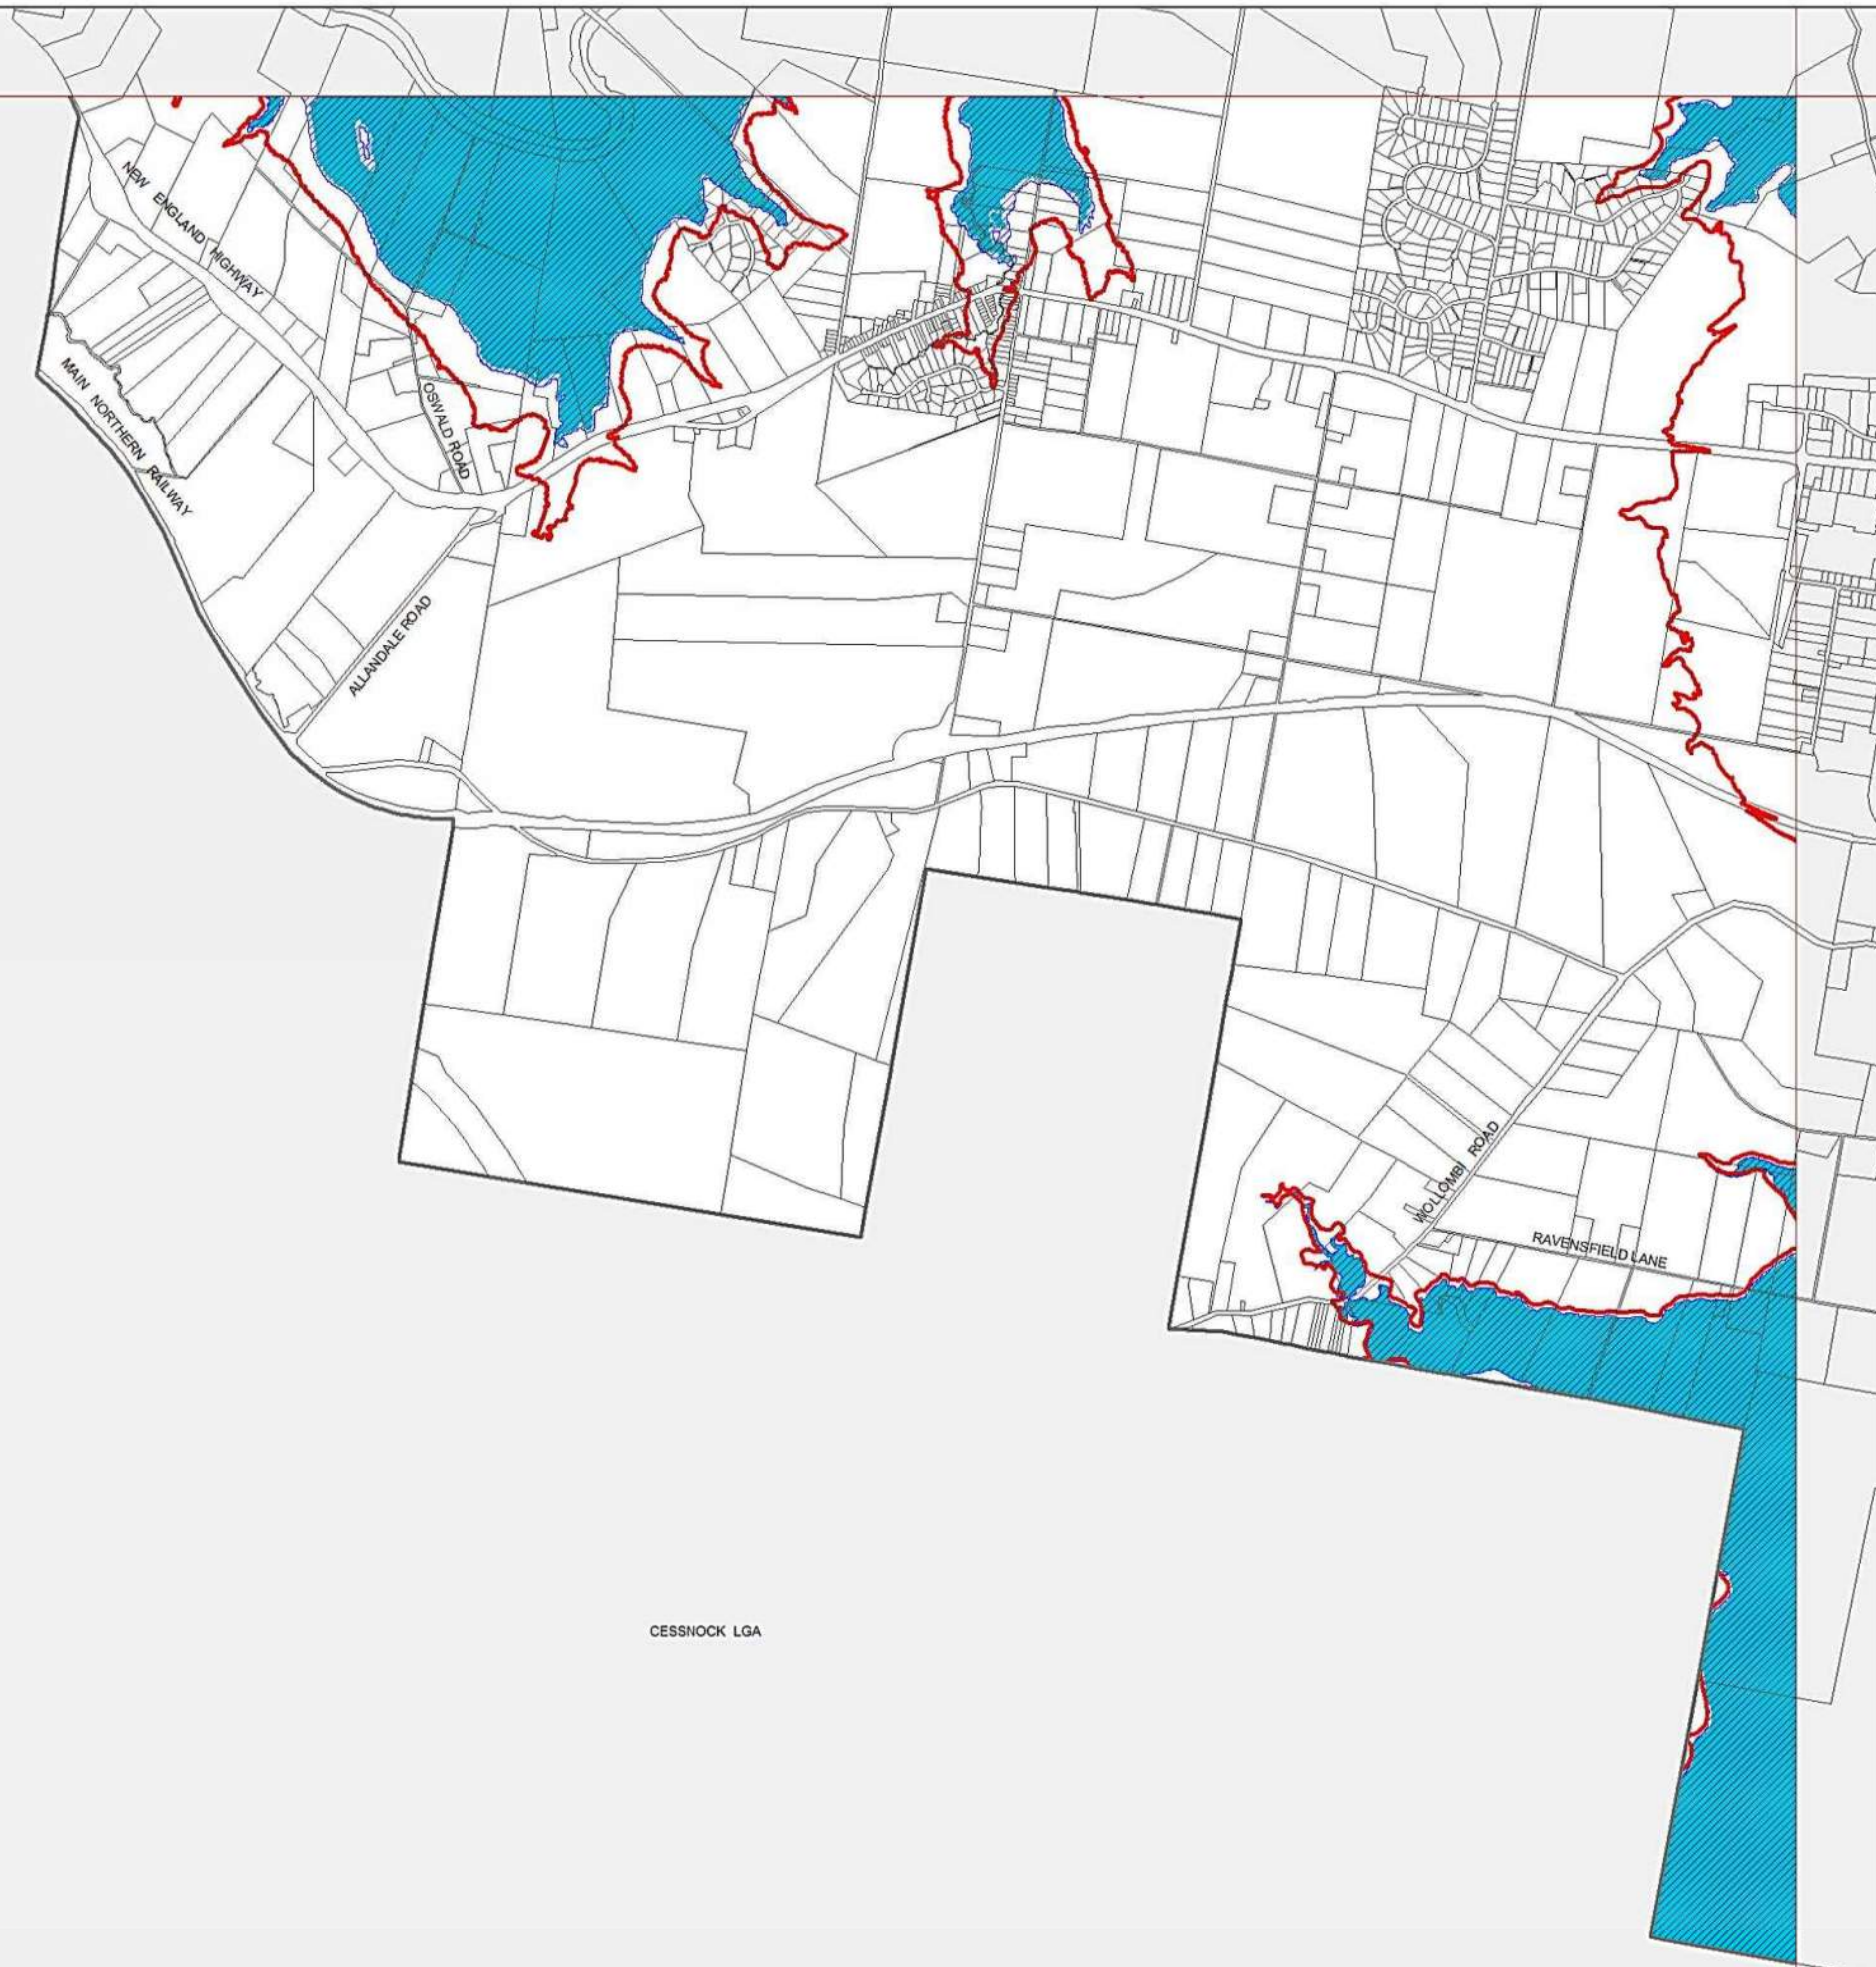 NEW ENGLAND HIGHWAY
MAIN NORTHERN RAILWAY
OSWALD ROAD
ALLANDALE ROAD
WOLLOMBI ROAD
RAVENSFIELD LANE
CESSNOCK LGA